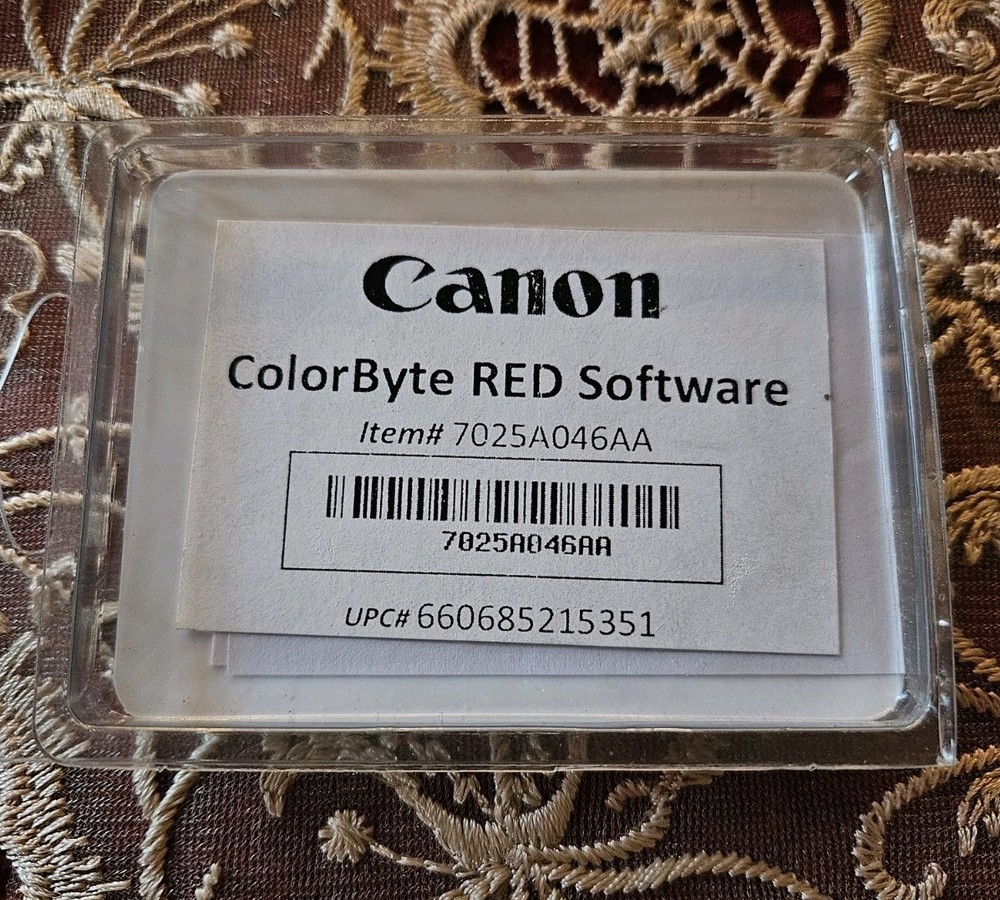 Canon
ColorByte RED Software
Item# 7025A046AA
7025A046AA
UPC# 660685215351